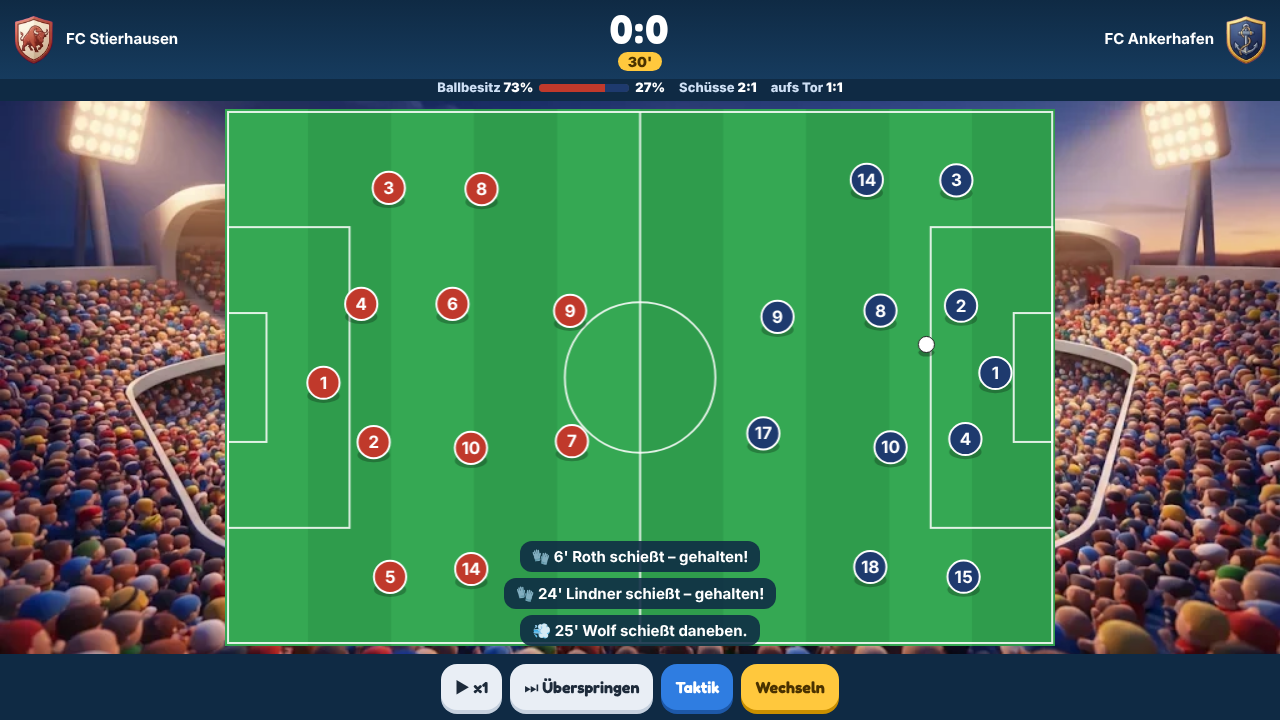 FC Stierhausen
0:0
30'
FC Ankerhafen
Ballbesitz 73% 27% Schüsse 2:1 aufs Tor 1:1
3 8 14 3
4 6 9 9 8 2
1 1
2 10 7 17 10 4
5 14 18 15
6' Roth schießt – gehalten!
24' Lindner schießt – gehalten!
25' Wolf schießt daneben.
x1 Überspringen Taktik Wechseln